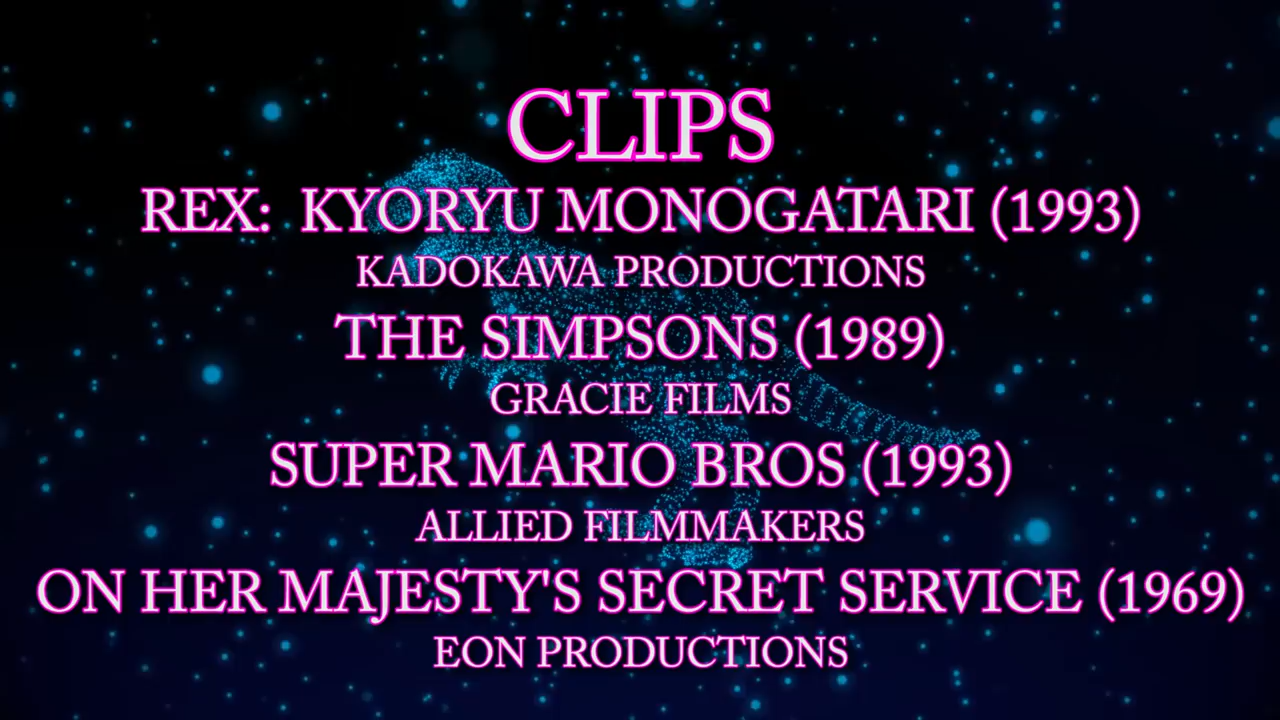 CLIPS
REX: KYORYU MONOGATARI (1993)
KADOKAWA PRODUCTIONS
THE SIMPSONS (1989)
GRACIE FILMS
SUPER MARIO BROS (1993)
ALLIED FILMMAKERS
ON HER MAJESTY'S SECRET SERVICE (1969)
EON PRODUCTIONS